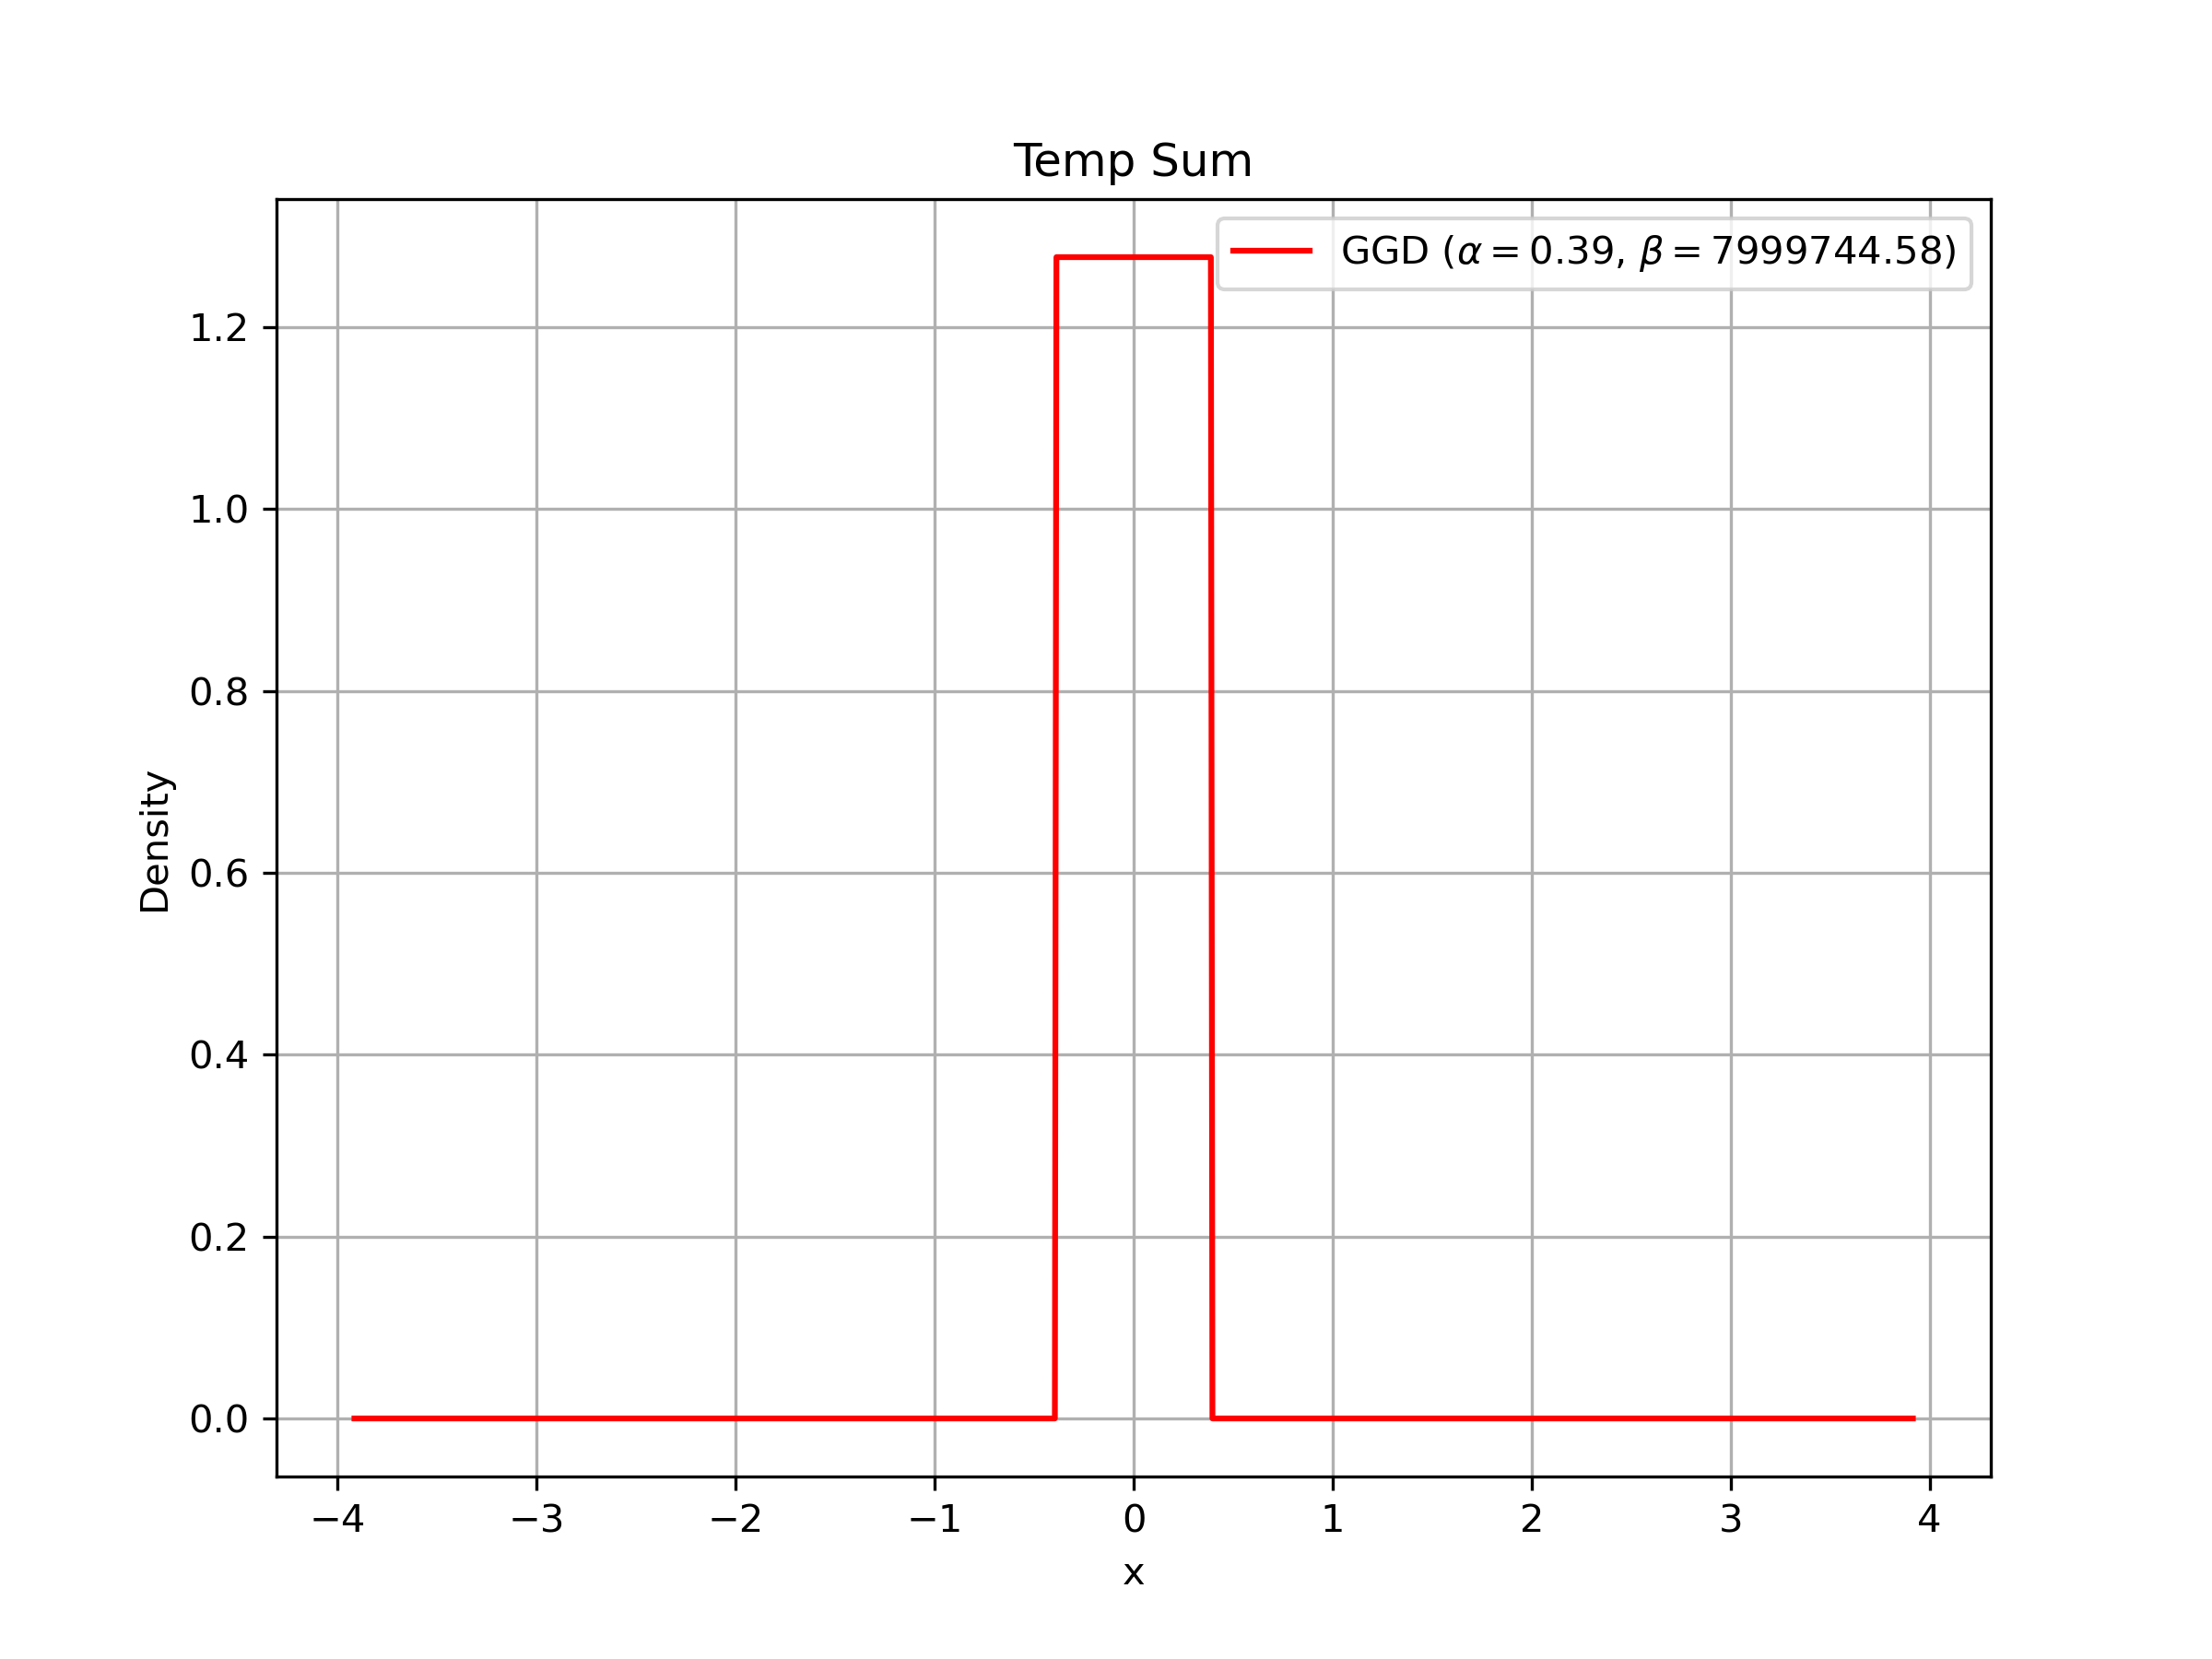 Temp Sum
GGD (α = 0.39, β = 7999744.58)
Density
1.2
1.0
0.8
0.6
0.4
0.2
0.0
−4 −3 −2 −1 0 1 2 3 4
x